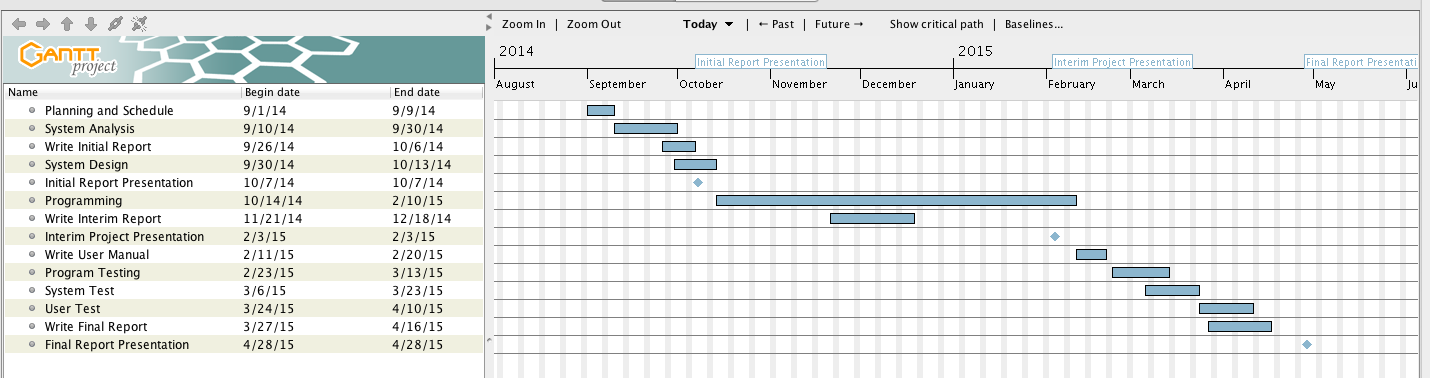 Zoom In | Zoom Out Today ▼ | ← Past | Future → Show critical path | Baselines...
GANTT
project
2014 2015
Initial Report Presentation Interim Project Presentation Final Report Presentati
August September October November December January February March April May Ju
Name Begin date End date
Planning and Schedule 9/1/14 9/9/14
System Analysis 9/10/14 9/30/14
Write Initial Report 9/26/14 10/6/14
System Design 9/30/14 10/13/14
Initial Report Presentation 10/7/14 10/7/14
Programming 10/14/14 2/10/15
Write Interim Report 11/21/14 12/18/14
Interim Project Presentation 2/3/15 2/3/15
Write User Manual 2/11/15 2/20/15
Program Testing 2/23/15 3/13/15
System Test 3/6/15 3/23/15
User Test 3/24/15 4/10/15
Write Final Report 3/27/15 4/16/15
Final Report Presentation 4/28/15 4/28/15